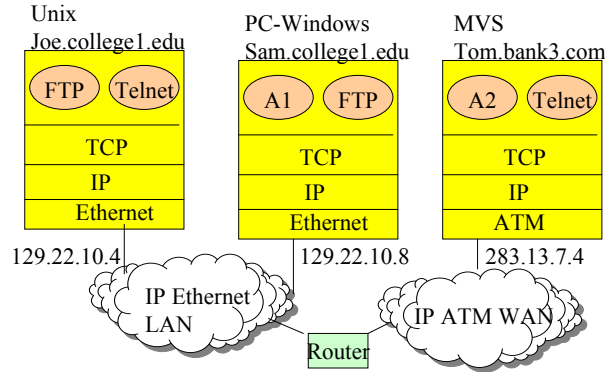 Unix
Joe.college1.edu
FTP
Telnet
TCP
IP
Ethernet
129.22.10.4
PC-Windows
Sam.college1.edu
A1
FTP
TCP
IP
Ethernet
129.22.10.8
MVS
Tom.bank3.com
A2
Telnet
TCP
IP
ATM
283.13.7.4
IP Ethernet
LAN
Router
IP ATM WAN